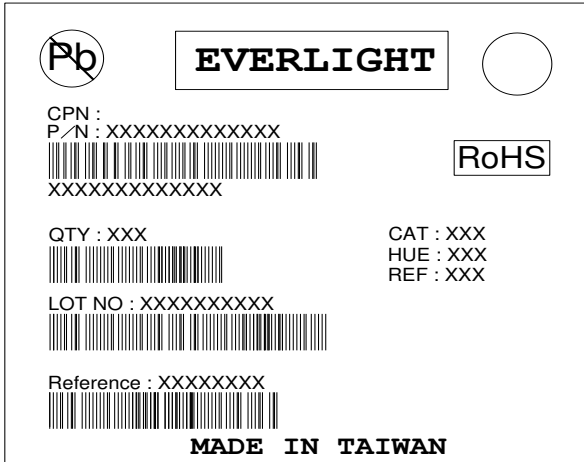 Pb
EVERLIGHT
CPN :
P/N : XXXXXXXXXXXXX
RoHS
XXXXXXXXXXXXX
QTY : XXX
CAT : XXX
HUE : XXX
REF : XXX
LOT NO : XXXXXXXXXX
Reference : XXXXXXXX
MADE IN TAIWAN